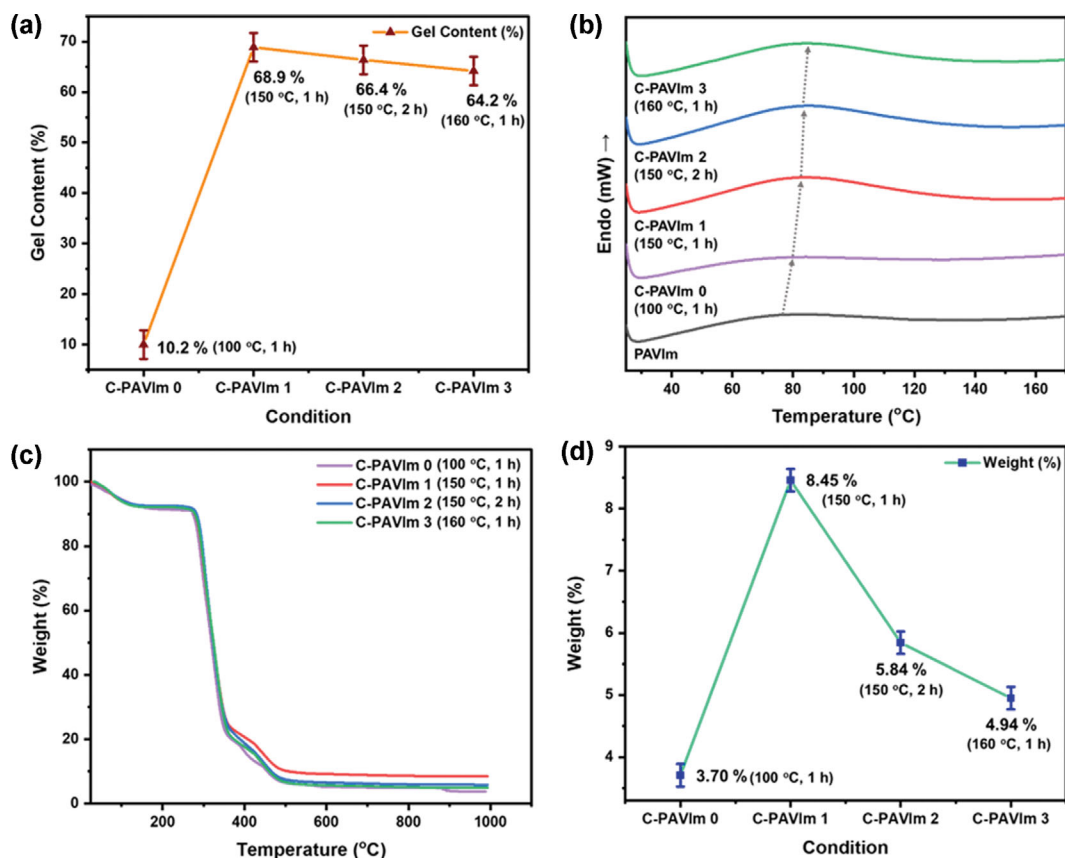 (a)
Gel Content (%)
70
60
50
40
30
20
10
Gel Content (%)
68.9 %
(150 °C, 1 h)
66.4 %
(150 °C, 2 h)
64.2 %
(160 °C, 1 h)
10.2 % (100 °C, 1 h)
C-PAVIm 0 C-PAVIm 1 C-PAVIm 2 C-PAVIm 3
Condition
(b)
Endo (mW) →
C-PAVIm 3
(160 °C, 1 h)
C-PAVIm 2
(150 °C, 2 h)
C-PAVIm 1
(150 °C, 1 h)
C-PAVIm 0
(100 °C, 1 h)
PAVIm
40 60 80 100 120 140 160
Temperature (°C)
(c)
C-PAVIm 0 (100 °C, 1 h)
C-PAVIm 1 (150 °C, 1 h)
C-PAVIm 2 (150 °C, 2 h)
C-PAVIm 3 (160 °C, 1 h)
Weight (%)
100
80
60
40
20
0
200 400 600 800 1000
Temperature (°C)
(d)
Weight (%)
9
8
7
6
5
4
Weight (%)
8.45 %
(150 °C, 1 h)
5.84 %
(150 °C, 2 h)
4.94 %
(160 °C, 1 h)
3.70 % (100 °C, 1 h)
C-PAVIm 0 C-PAVIm 1 C-PAVIm 2 C-PAVIm 3
Condition